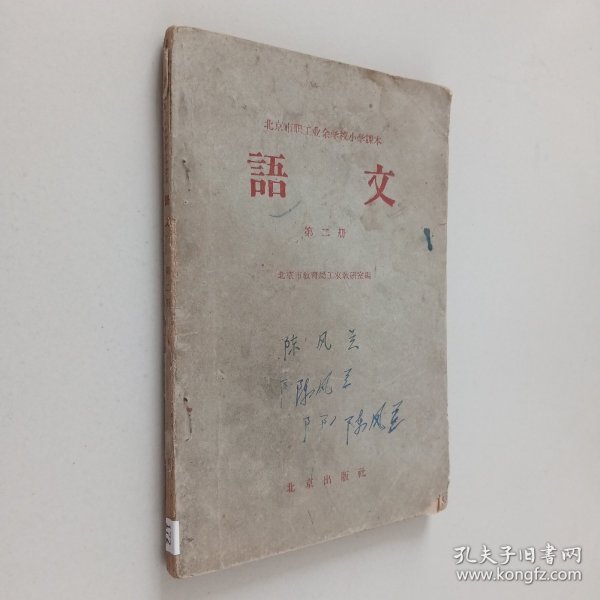 北京市职工业余学校小学课本
語文
第二册
北京市教育局工农教研室編
陈凤兰
陈凤兰
陈凤兰
北京出版社
孔夫子旧书网
www.kongfz.com